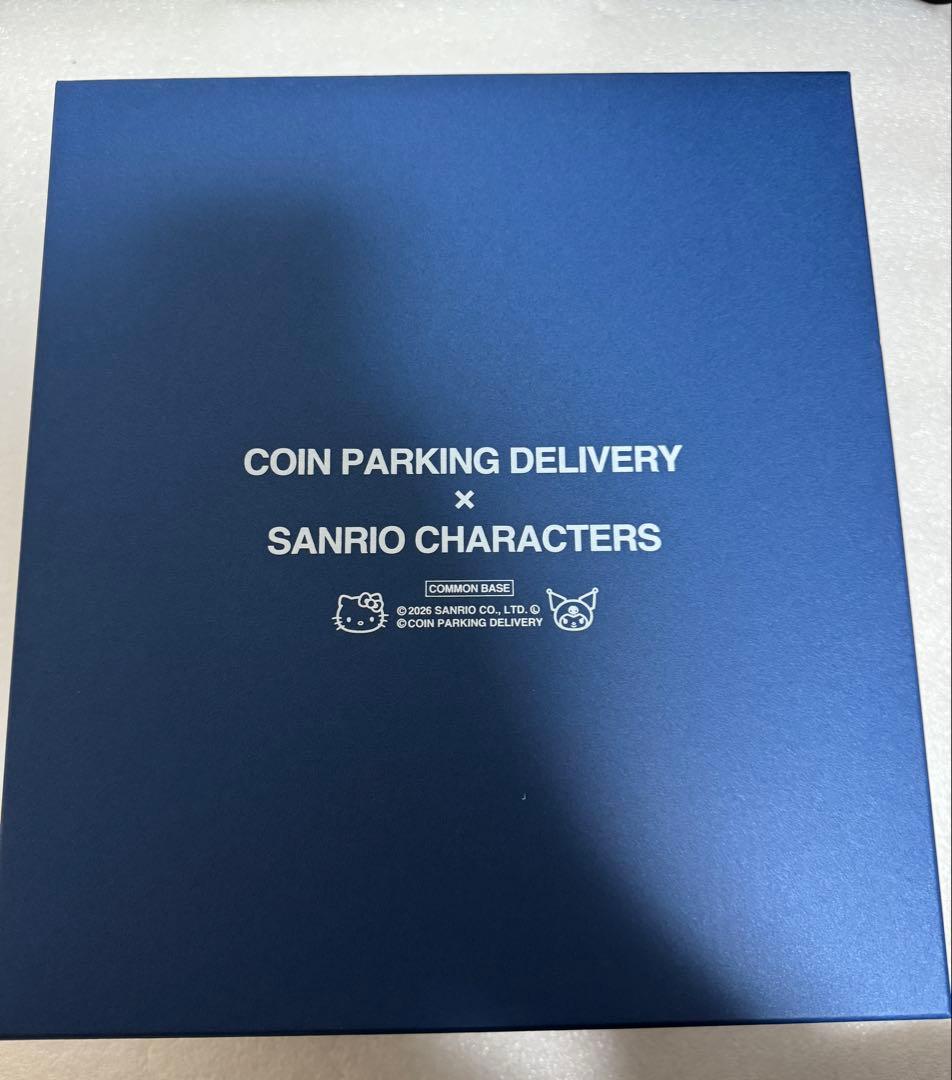 COIN PARKING DELIVERY
×
SANRIO CHARACTERS
COMMON BASE
© 2026 SANRIO CO., LTD. Ⓛ
© COIN PARKING DELIVERY